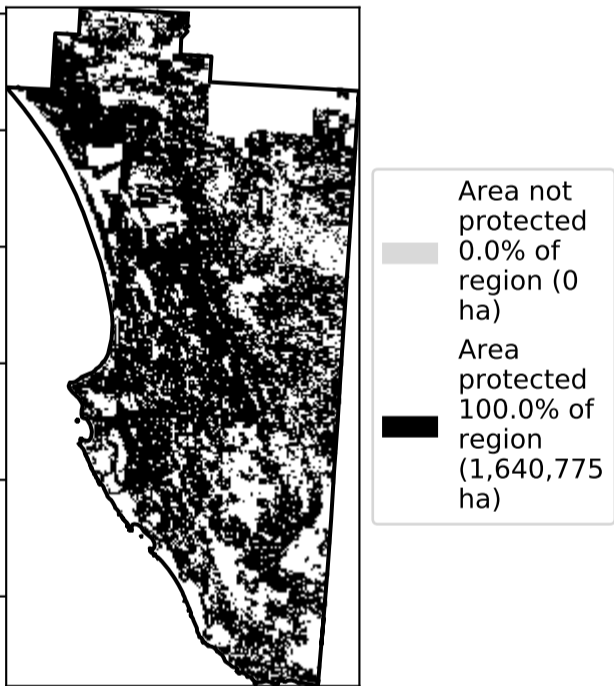 Area not
protected
0.0% of
region (0
ha)
Area
protected
100.0% of
region
(1,640,775
ha)